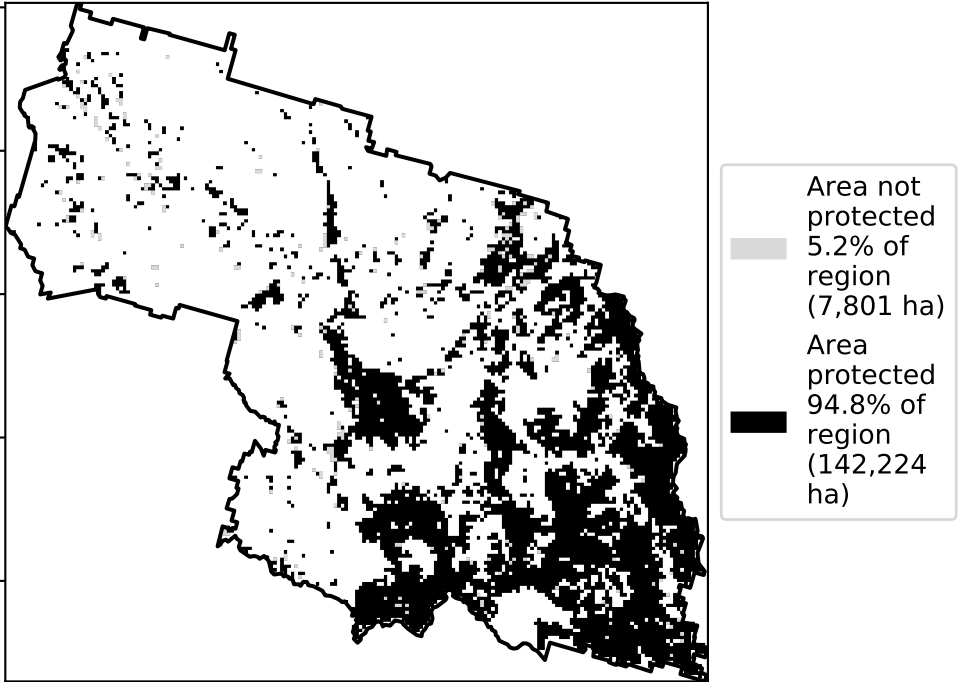 Area not
protected
5.2% of
region
(7,801 ha)
Area
protected
94.8% of
region
(142,224
ha)